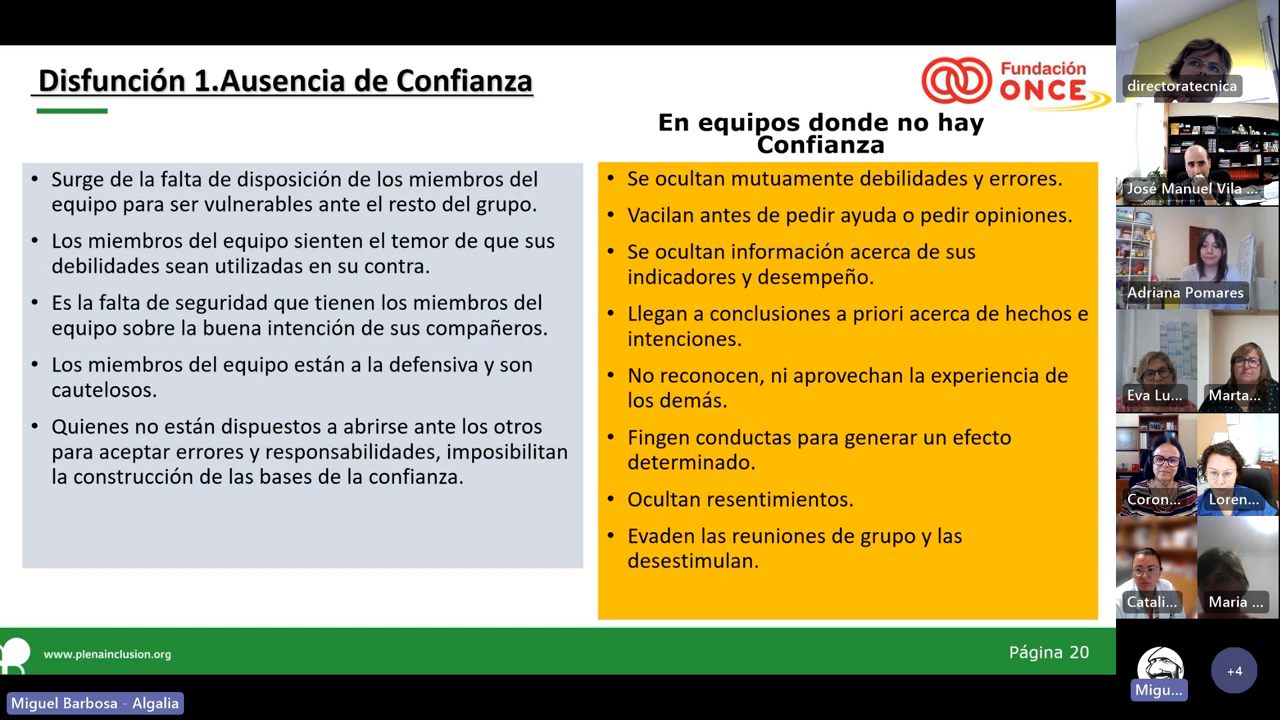 Disfunción 1.Ausencia de Confianza
Fundación
ONCE
En equipos donde no hay
Confianza
• Surge de la falta de disposición de los miembros del
equipo para ser vulnerables ante el resto del grupo.
• Los miembros del equipo sienten el temor de que sus
debilidades sean utilizadas en su contra.
• Es la falta de seguridad que tienen los miembros del
equipo sobre la buena intención de sus compañeros.
• Los miembros del equipo están a la defensiva y son
cautelosos.
• Quienes no están dispuestos a abrirse ante los otros
para aceptar errores y responsabilidades, imposibilitan
la construcción de las bases de la confianza.
• Se ocultan mutuamente debilidades y errores.
• Vacilan antes de pedir ayuda o pedir opiniones.
• Se ocultan información acerca de sus
indicadores y desempeño.
• Llegan a conclusiones a priori acerca de hechos e
intenciones.
• No reconocen, ni aprovechan la experiencia de
los demás.
• Fingen conductas para generar un efecto
determinado.
• Ocultan resentimientos.
• Evaden las reuniones de grupo y las
desestimulan.
www.plenainclusion.org
Página 20
Miguel Barbosa - Algalia
directoratecnica
José Manuel Vila ...
Adriana Pomares
Eva Lu...
Marta...
Coron...
Loren...
Catali...
Maria ...
Migu...
+4